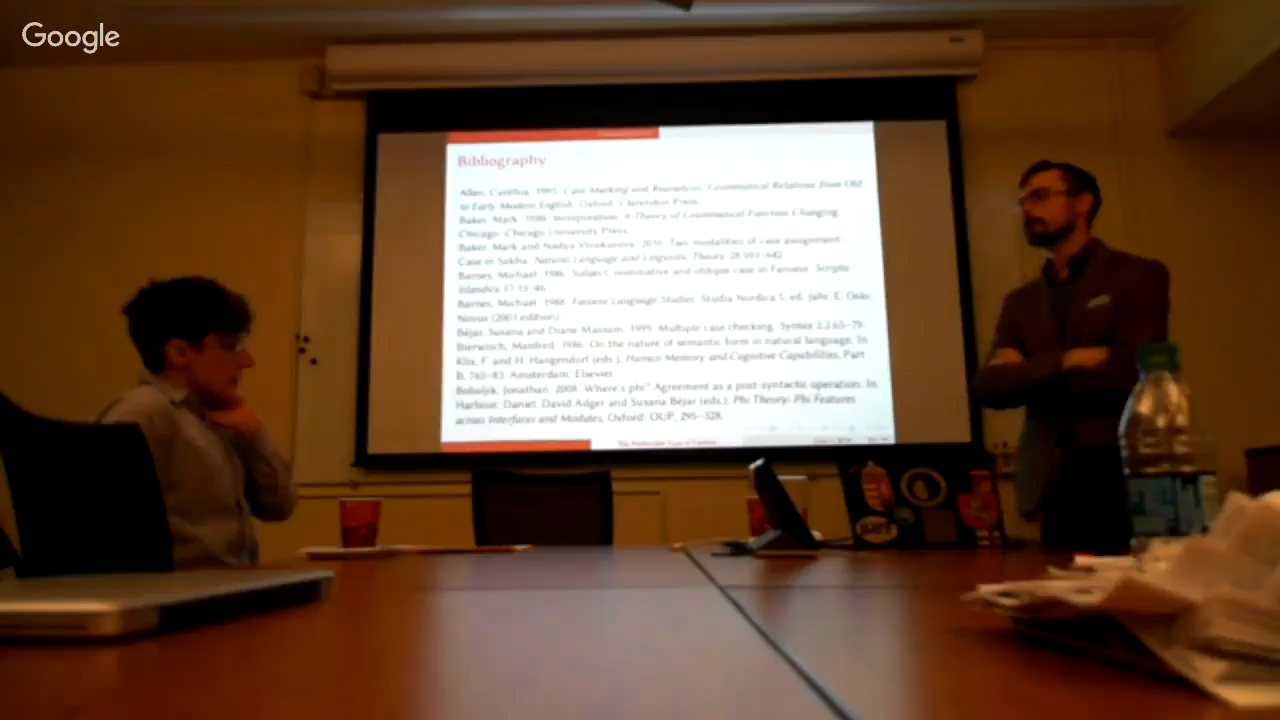 Google
Bibliography
Allen, Cynthia. 1995. Case Marking and Reanalysis: Grammatical Relations from Old
to Early Modern English. Oxford: Clarendon Press.
Baker, Mark. 1988. Incorporation: A Theory of Grammatical Function Changing.
Chicago: Chicago University Press.
Baker, Mark and Nadya Vinokurova. Two modalities of case assignment:
Case in Sakha. Natural Language and Linguistic Theory
Barnes, Michael. 1986. Subject, nominative and oblique case in Faroese. Scripta
Islandica 37:13–46.
Barnes, Michael. Faroese Language Studies. Studia Nordica ed. Jahr, E. Oslo:
Novus (2001 edition).
Béjar, Susana and Diane Massam. 1999. Multiple case checking. Syntax 2.2:65–79.
Bierwisch, Manfred. 1986. On the nature of semantic form in natural language. In
Klix, F. and H. Hangendorf (eds.), Human Memory and Cognitive Capabilities, Part
B, 765–83. Amsterdam: Elsevier.
Bobaljik, Jonathan. 2008. Where's phi? Agreement as a post-syntactic operation. In
Harbour, Daniel, David Adger and Susana Béjar (eds.), Phi Theory: Phi Features
across Interfaces and Modules, Oxford: OUP, 295–328.